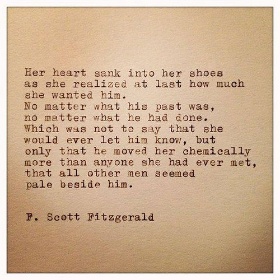 Her heart sank into her shoes
as she realized at last how much
she wanted him.
No matter what his past was,
no matter what he had done.
Which was not to say that she
would ever let him know, but
only that he moved her chemically
more than anyone she had ever met,
that all other men seemed
pale beside him.
F. Scott Fitzgerald